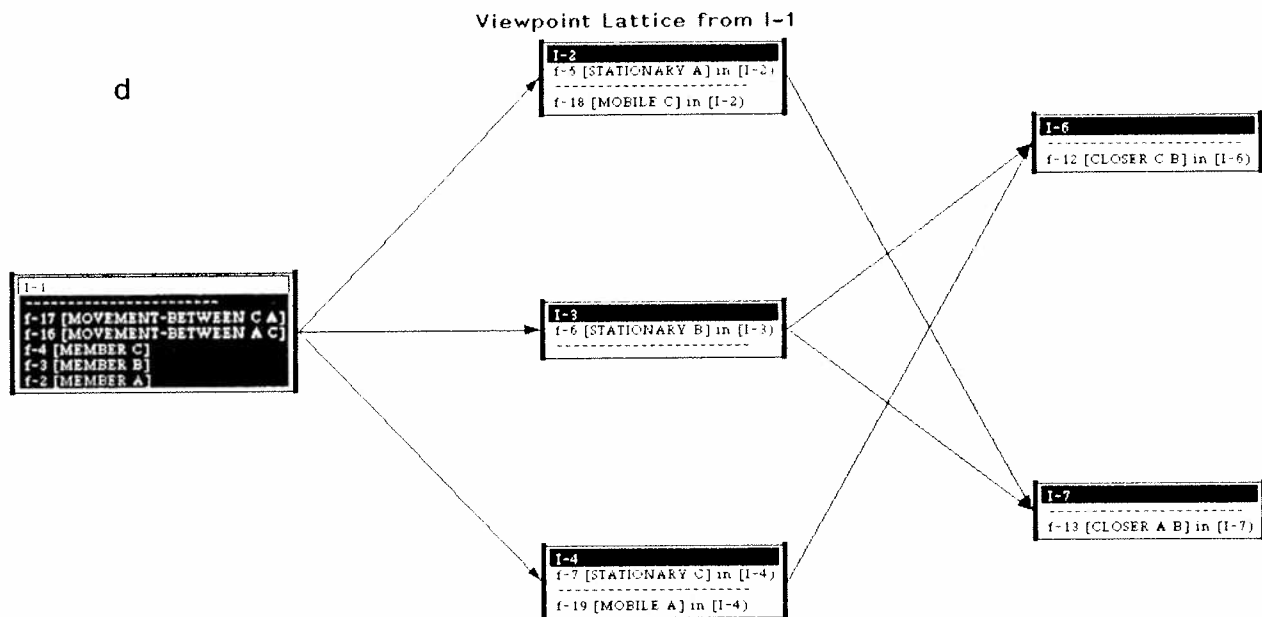 Viewpoint Lattice from I-1
d
I-1
f-17 [MOVEMENT-BETWEEN C A]
f-16 [MOVEMENT-BETWEEN A C]
f-4 [MEMBER C]
f-3 [MEMBER B]
f-2 [MEMBER A]
I-2
f-5 [STATIONARY A] in [I-2)
f-18 [MOBILE C] in [I-2)
I-3
f-6 [STATIONARY B] in [I-3)
I-4
f-7 [STATIONARY C] in [I-4)
f-19 [MOBILE A] in [I-4)
I-6
f-12 [CLOSER C B] in [I-6)
I-7
f-13 [CLOSER A B] in [I-7)